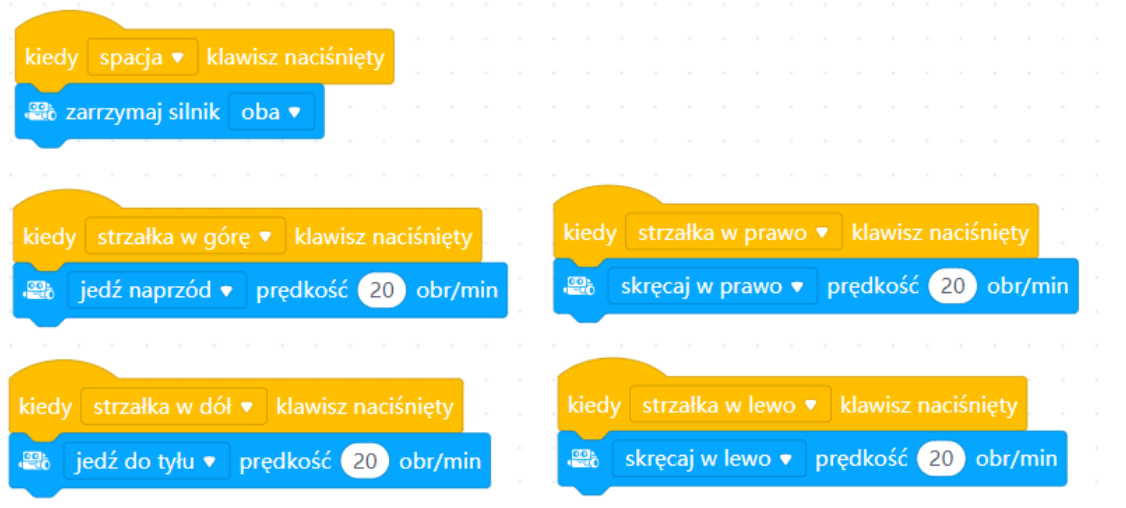 kiedy spacja klawisz naciśnięty
zarrzymaj silnik oba
kiedy strzałka w górę klawisz naciśnięty
jedź naprzód prędkość 20 obr/min
kiedy strzałka w prawo klawisz naciśnięty
skręcaj w prawo prędkość 20 obr/min
kiedy strzałka w dół klawisz naciśnięty
jedź do tyłu prędkość 20 obr/min
kiedy strzałka w lewo klawisz naciśnięty
skręcaj w lewo prędkość 20 obr/min